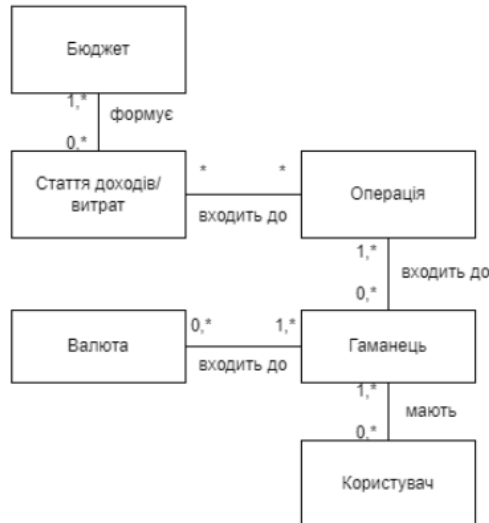 Бюджет
1,*
формує
0,*
Стаття доходів/
витрат
* *
входить до
Операція
1,*
входить до
0,*
Валюта
0,* 1,*
входить до
Гаманець
1,*
мають
0,*
Користувач